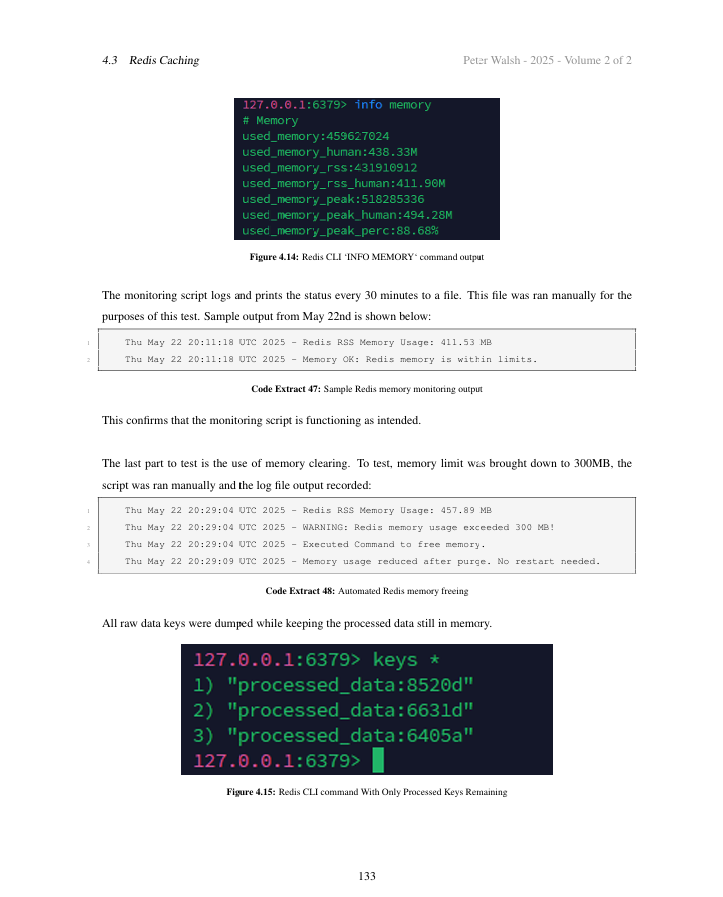 4.3 Redis Caching
Peter Walsh - 2025 - Volume 2 of 2
127.0.0.1:6379> info memory
# Memory
used_memory:459627024
used_memory_human:438.33M
used_memory_rss:431910912
used_memory_rss_human:411.90M
used_memory_peak:518285336
used_memory_peak_human:494.28M
used_memory_peak_perc:88.68%
Figure 4.14: Redis CLI 'INFO MEMORY' command output
The monitoring script logs and prints the status every 30 minutes to a file. This file was ran manually for the
purposes of this test. Sample output from May 22nd is shown below:
1 Thu May 22 20:11:18 UTC 2025 - Redis RSS Memory Usage: 411.53 MB
2 Thu May 22 20:11:18 UTC 2025 - Memory OK: Redis memory is within limits.
Code Extract 47: Sample Redis memory monitoring output
This confirms that the monitoring script is functioning as intended.
The last part to test is the use of memory clearing. To test, memory limit was brought down to 300MB, the
script was ran manually and the log file output recorded:
1 Thu May 22 20:29:04 UTC 2025 - Redis RSS Memory Usage: 457.89 MB
2 Thu May 22 20:29:04 UTC 2025 - WARNING: Redis memory usage exceeded 300 MB!
3 Thu May 22 20:29:04 UTC 2025 - Executed Command to free memory.
4 Thu May 22 20:29:09 UTC 2025 - Memory usage reduced after purge. No restart needed.
Code Extract 48: Automated Redis memory freeing
All raw data keys were dumped while keeping the processed data still in memory.
127.0.0.1:6379> keys *
1) "processed_data:8520d"
2) "processed_data:6631d"
3) "processed_data:6405a"
127.0.0.1:6379>
Figure 4.15: Redis CLI command With Only Processed Keys Remaining
133